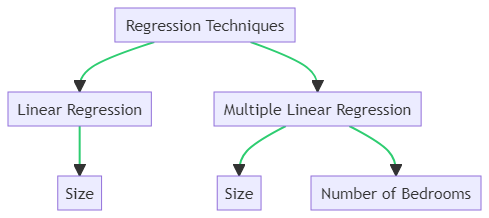 Regression Techniques
Linear Regression
Multiple Linear Regression
Size
Size
Number of Bedrooms